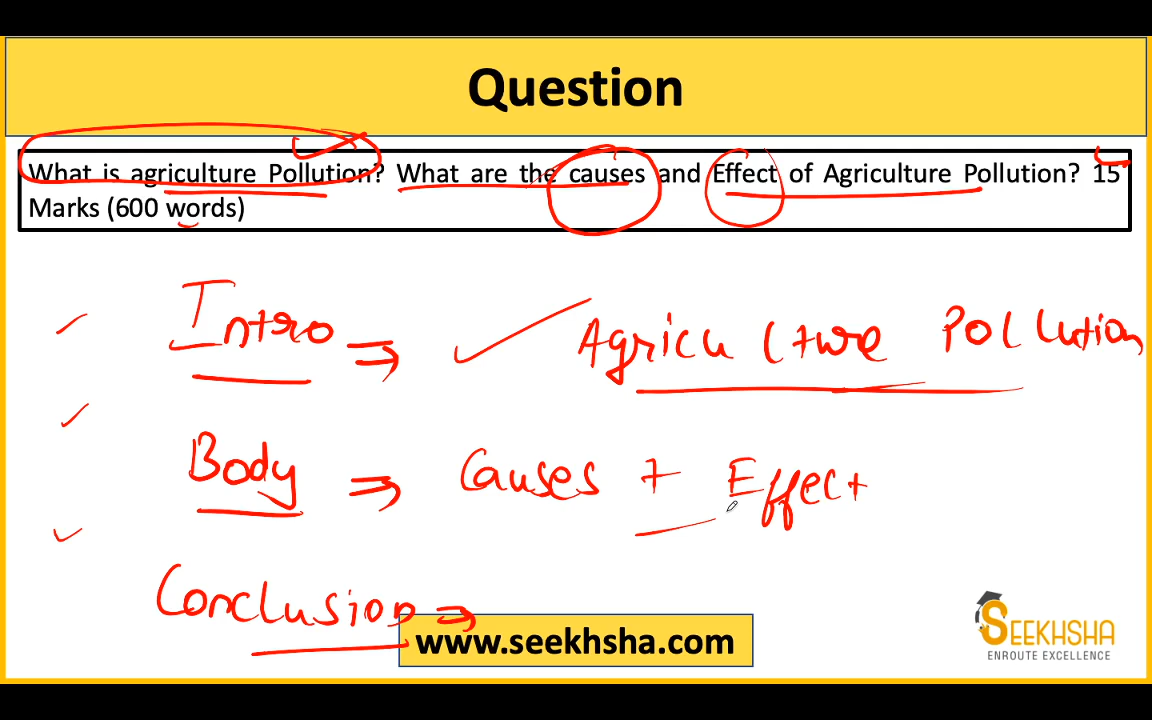 Question
What is agriculture Pollution? What are the causes and Effect of Agriculture Pollution? 15
Marks (600 words)
Intro ⇒ ✓ Agriculture Pollution
Body ⇒ Causes + Effect
Conclusion ⇒
www.seekhsha.com
SEEKHSHA
ENROUTE EXCELLENCE